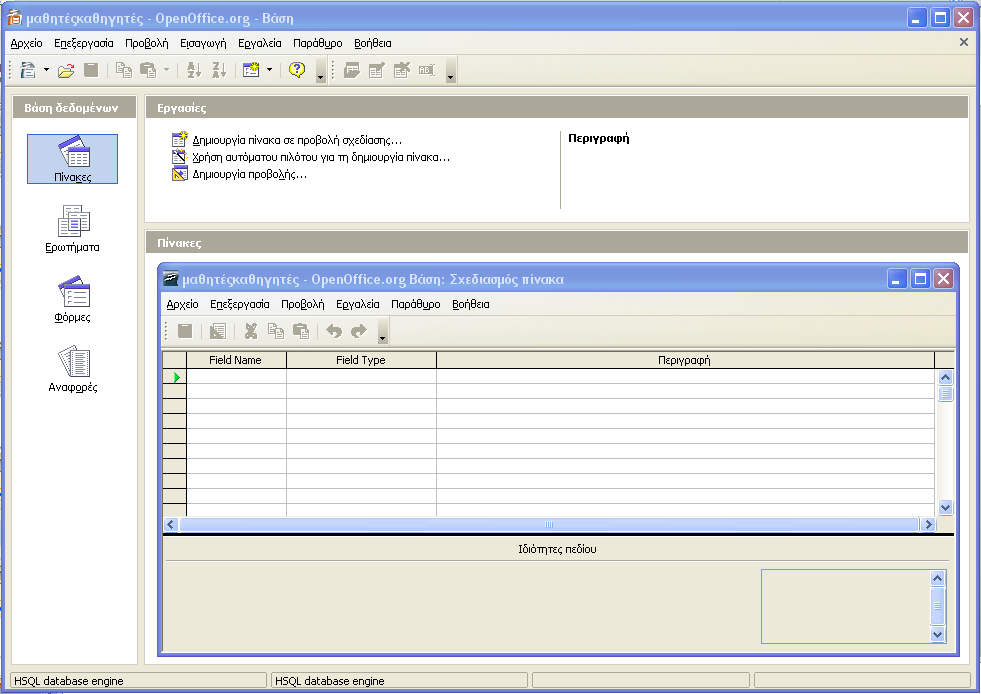 μαθητέςκαθηγητές - OpenOffice.org - Βάση
Αρχείο Επεξεργασία Προβολή Εισαγωγή Εργαλεία Παράθυρο Βοήθεια
Βάση δεδομένων
Πίνακες
Ερωτήματα
Φόρμες
Αναφορές
Εργασίες
Δημιουργία πίνακα σε προβολή σχεδίασης...
Χρήση αυτόματου πιλότου για τη δημιουργία πίνακα...
Δημιουργία προβολής...
Περιγραφή
Πίνακες
μαθητέςκαθηγητές - OpenOffice.org Βάση: Σχεδιασμός πίνακα
Αρχείο Επεξεργασία Προβολή Εργαλεία Παράθυρο Βοήθεια
Field Name Field Type Περιγραφή
Ιδιότητες πεδίου
HSQL database engine HSQL database engine